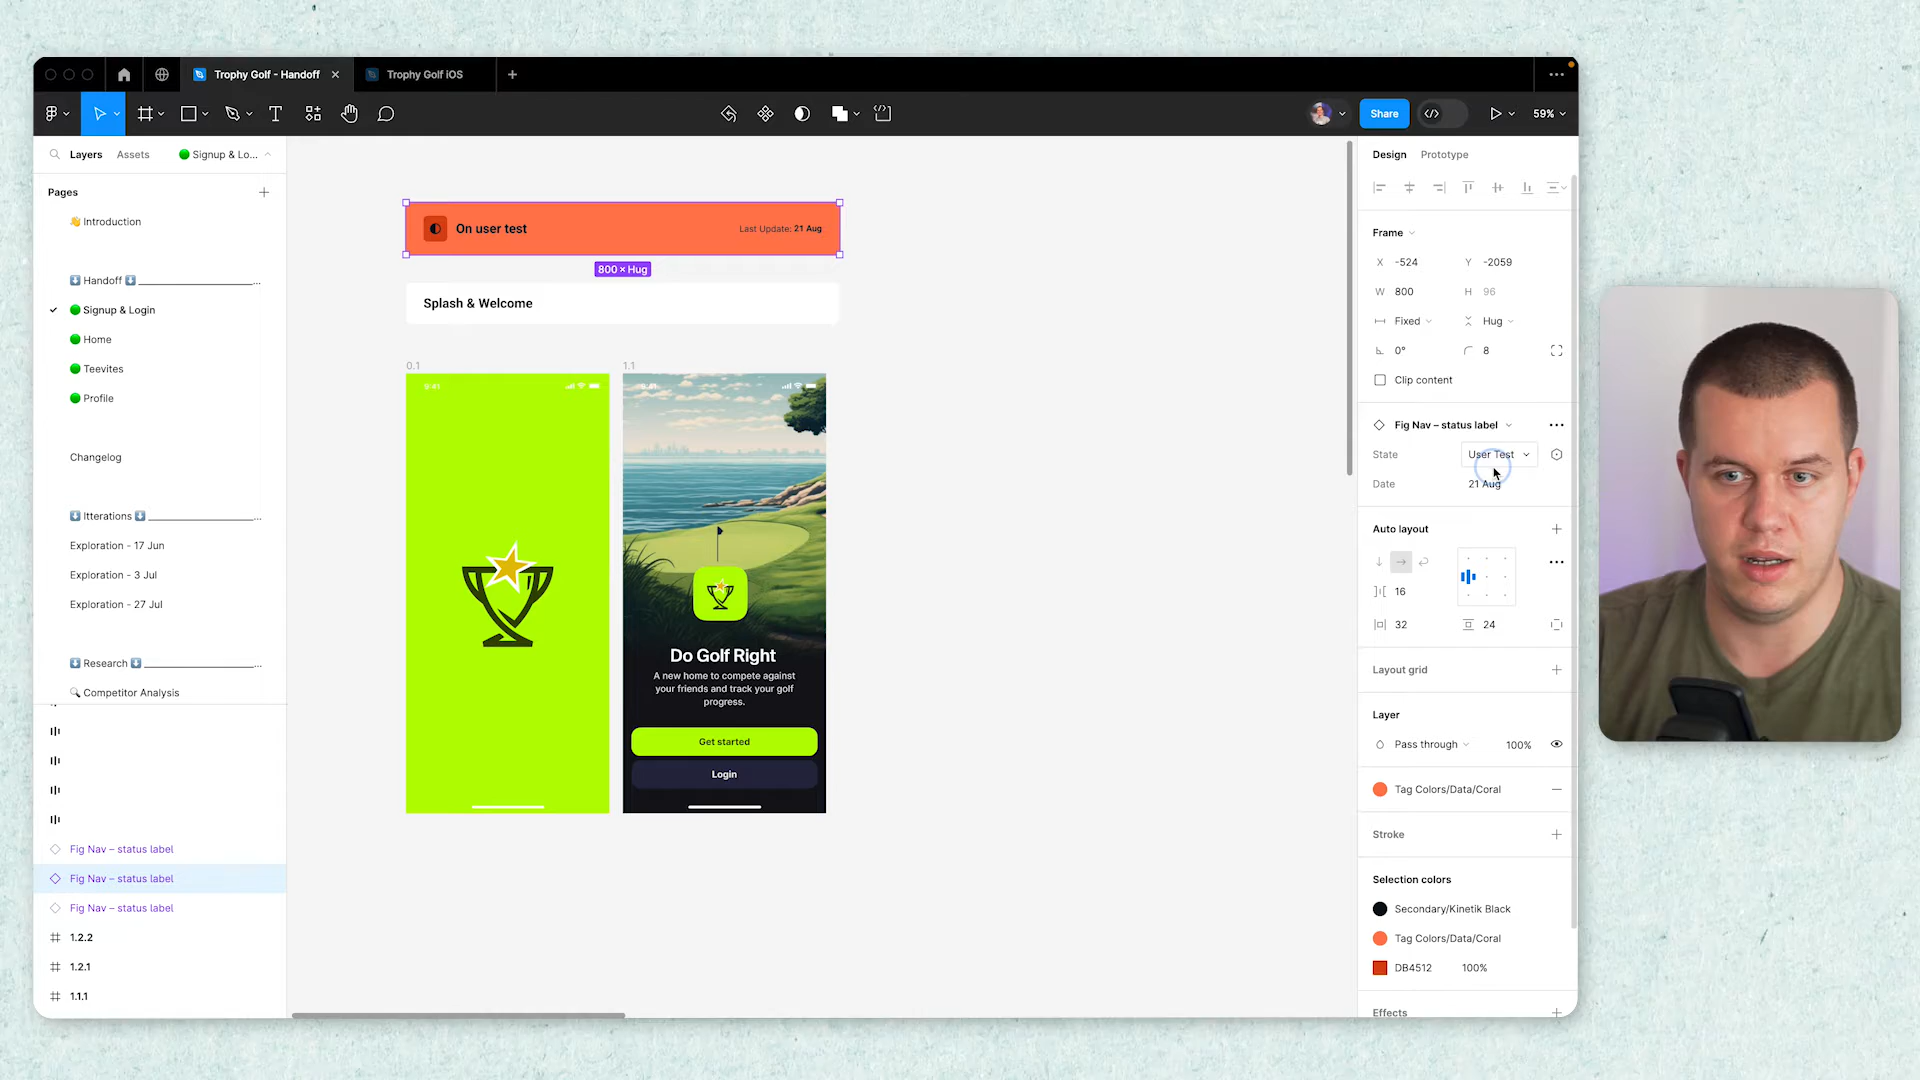 Trophy Golf - Handoff
Trophy Golf iOS
Share
59%
Layers
Assets
Signup & Lo...
Pages
👋 Introduction
⬇️ Handoff ⬇️ ______________________...
Signup & Login
Home
Teevites
Profile
Changelog
⬇️ Itterations ⬇️ ____________________...
Exploration - 17 Jun
Exploration - 3 Jul
Exploration - 27 Jul
⬇️ Research ⬇️ _____________________...
🔍 Competitor Analysis
Fig Nav – status label
Fig Nav – status label
Fig Nav – status label
1.2.2
1.2.1
1.1.1
On user test
Last Update: 21 Aug
800 × Hug
Splash & Welcome
0.1
1.1
9:41
9:41
Do Golf Right
A new home to compete against
your friends and track your golf
progress.
Get started
Login
Design
Prototype
Frame
X -524
Y -2059
W 800
H 96
Fixed
Hug
0°
8
Clip content
Fig Nav – status label
State
User Test
Date
21 Aug
Auto layout
16
32
24
Layout grid
Layer
Pass through
100%
Tag Colors/Data/Coral
Stroke
Selection colors
Secondary/Kinetik Black
Tag Colors/Data/Coral
DB4512
100%
Effects